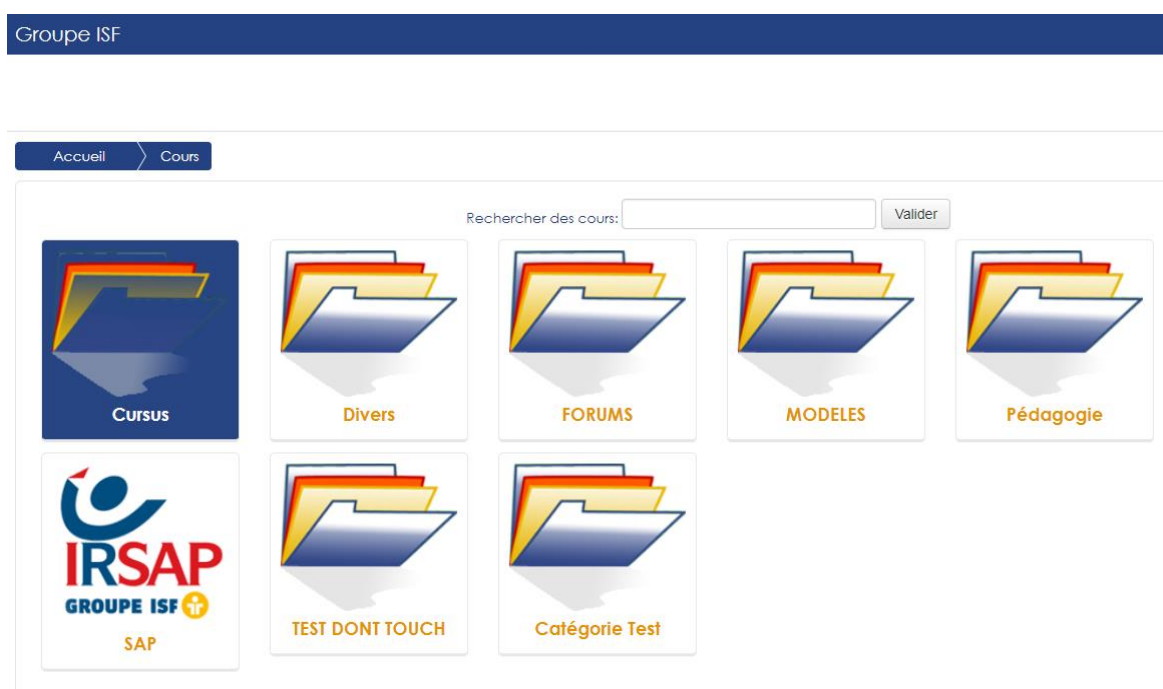 Groupe ISF
Accueil Cours
Rechercher des cours: Valider
Cursus Divers FORUMS MODELES Pédagogie
IRSAP
GROUPE ISF
SAP TEST DONT TOUCH Catégorie Test